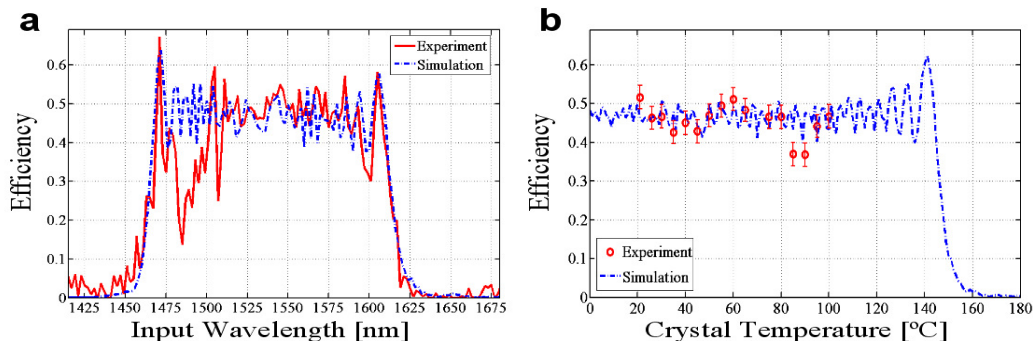 a
Efficiency
0.6
0.5
0.4
0.3
0.2
0.1
0
1425 1450 1475 1500 1525 1550 1575 1600 1625 1650 1675
Input Wavelength [nm]
Experiment
Simulation
b
Efficiency
0.6
0.5
0.4
0.3
0.2
0.1
0
0 20 40 60 80 100 120 140 160 180
Crystal Temperature [ºC]
Experiment
Simulation